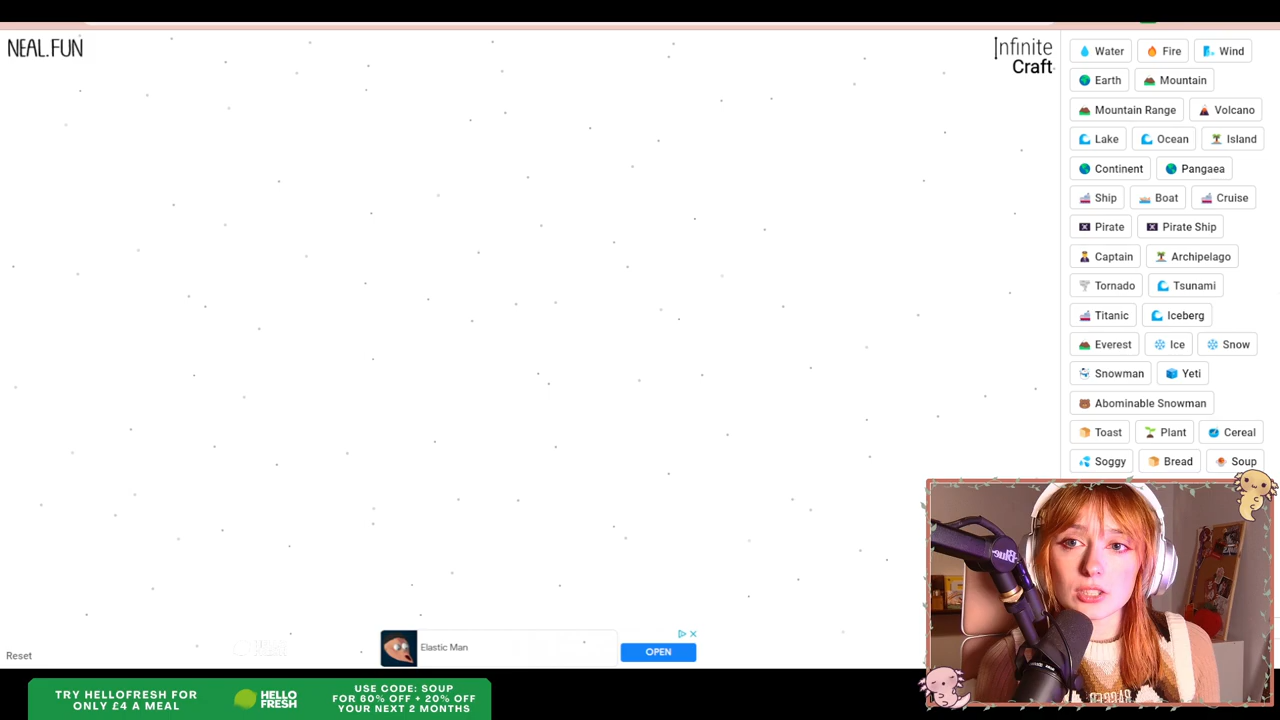 NEAL.FUN
Infinite
Craft
Water
Fire
Wind
Earth
Mountain
Mountain Range
Volcano
Lake
Ocean
Island
Continent
Pangaea
Ship
Boat
Cruise
Pirate
Pirate Ship
Captain
Archipelago
Tornado
Tsunami
Titanic
Iceberg
Everest
Ice
Snow
Snowman
Yeti
Abominable Snowman
Toast
Plant
Cereal
Soggy
Bread
Soup
Blue
Reset
Elastic Man
OPEN
TRY HELLOFRESH FOR
ONLY £4 A MEAL
HELLO
FRESH
USE CODE: SOUP
FOR 60% OFF + 20% OFF
YOUR NEXT 2 MONTHS